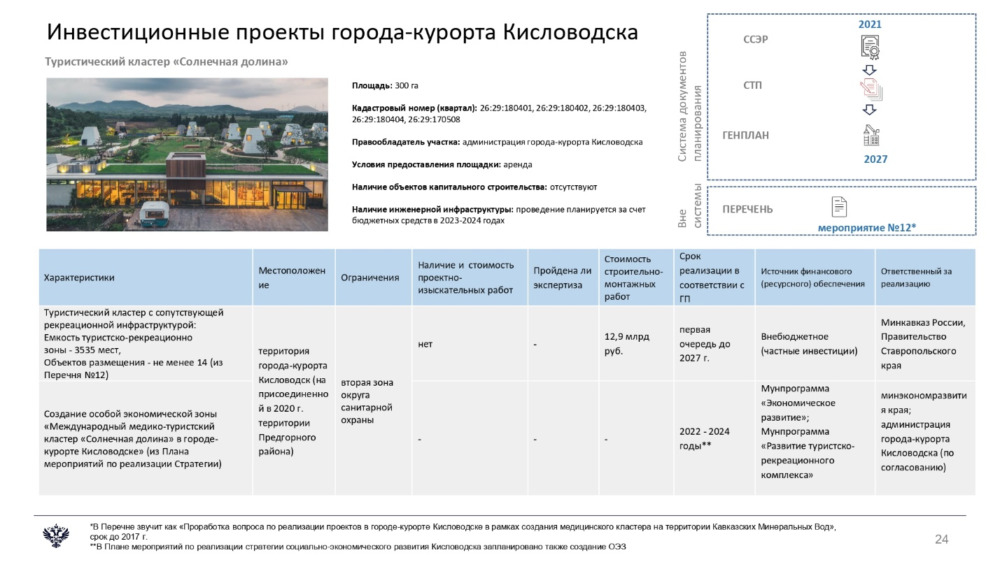 Инвестиционные проекты города-курорта Кисловодска
Туристический кластер «Солнечная долина»
Площадь: 300 га
Кадастровый номер (квартал): 26:29:180401, 26:29:180402, 26:29:180403,
26:29:180404, 26:29:170508
Правообладатель участка: администрация города-курорта Кисловодска
Условия предоставления площадки: аренда
Наличие объектов капитального строительства: отсутствуют
Наличие инженерной инфраструктуры: проведение планируется за счет
бюджетных средств в 2023-2024 годах
Система документов
планирования
2021
ССЭР
СТП
ГЕНПЛАН
2027
Вне
системы
ПЕРЕЧЕНЬ
мероприятие №12*
Характеристики
Местоположен
ие
Ограничения
Наличие и стоимость
проектно-
изыскательных работ
Пройдена ли
экспертиза
Стоимость
строительно-
монтажных
работ
Срок
реализации в
соответствии с
ГП
Источник финансового
(ресурсного) обеспечения
Ответственный за
реализацию
Туристический кластер с сопутствующей
рекреационной инфраструктурой:
Емкость туристско-рекреационно
зоны - 3535 мест,
Объектов размещения - не менее 14 (из
Перечня №12)
территория
города-курорта
Кисловодск (на
присоединенно
й в 2020 г.
территории
Предгорного
района)
вторая зона
округа
санитарной
охраны
нет
-
12,9 млрд
руб.
первая
очередь до
2027 г.
Внебюджетное
(частные инвестиции)
Минкавказ России,
Правительство
Ставропольского
края
Создание особой экономической зоны
«Международный медико-туристский
кластер «Солнечная долина» в городе-
курорте Кисловодске» (из Плана
мероприятий по реализации Стратегии)
-
-
-
2022 - 2024
годы**
Мунпрограмма
«Экономическое
развитие»;
Мунпрограмма
«Развитие туристско-
рекреационного
комплекса»
минэкономразвити
я края;
администрация
города-курорта
Кисловодска (по
согласованию)
*В Перечне звучит как «Проработка вопроса по реализации проектов в городе-курорте Кисловодске в рамках создания медицинского кластера на территории Кавказских Минеральных Вод»,
срок до 2017 г.
**В Плане мероприятий по реализации стратегии социально-экономического развития Кисловодска запланировано также создание ОЭЗ
24